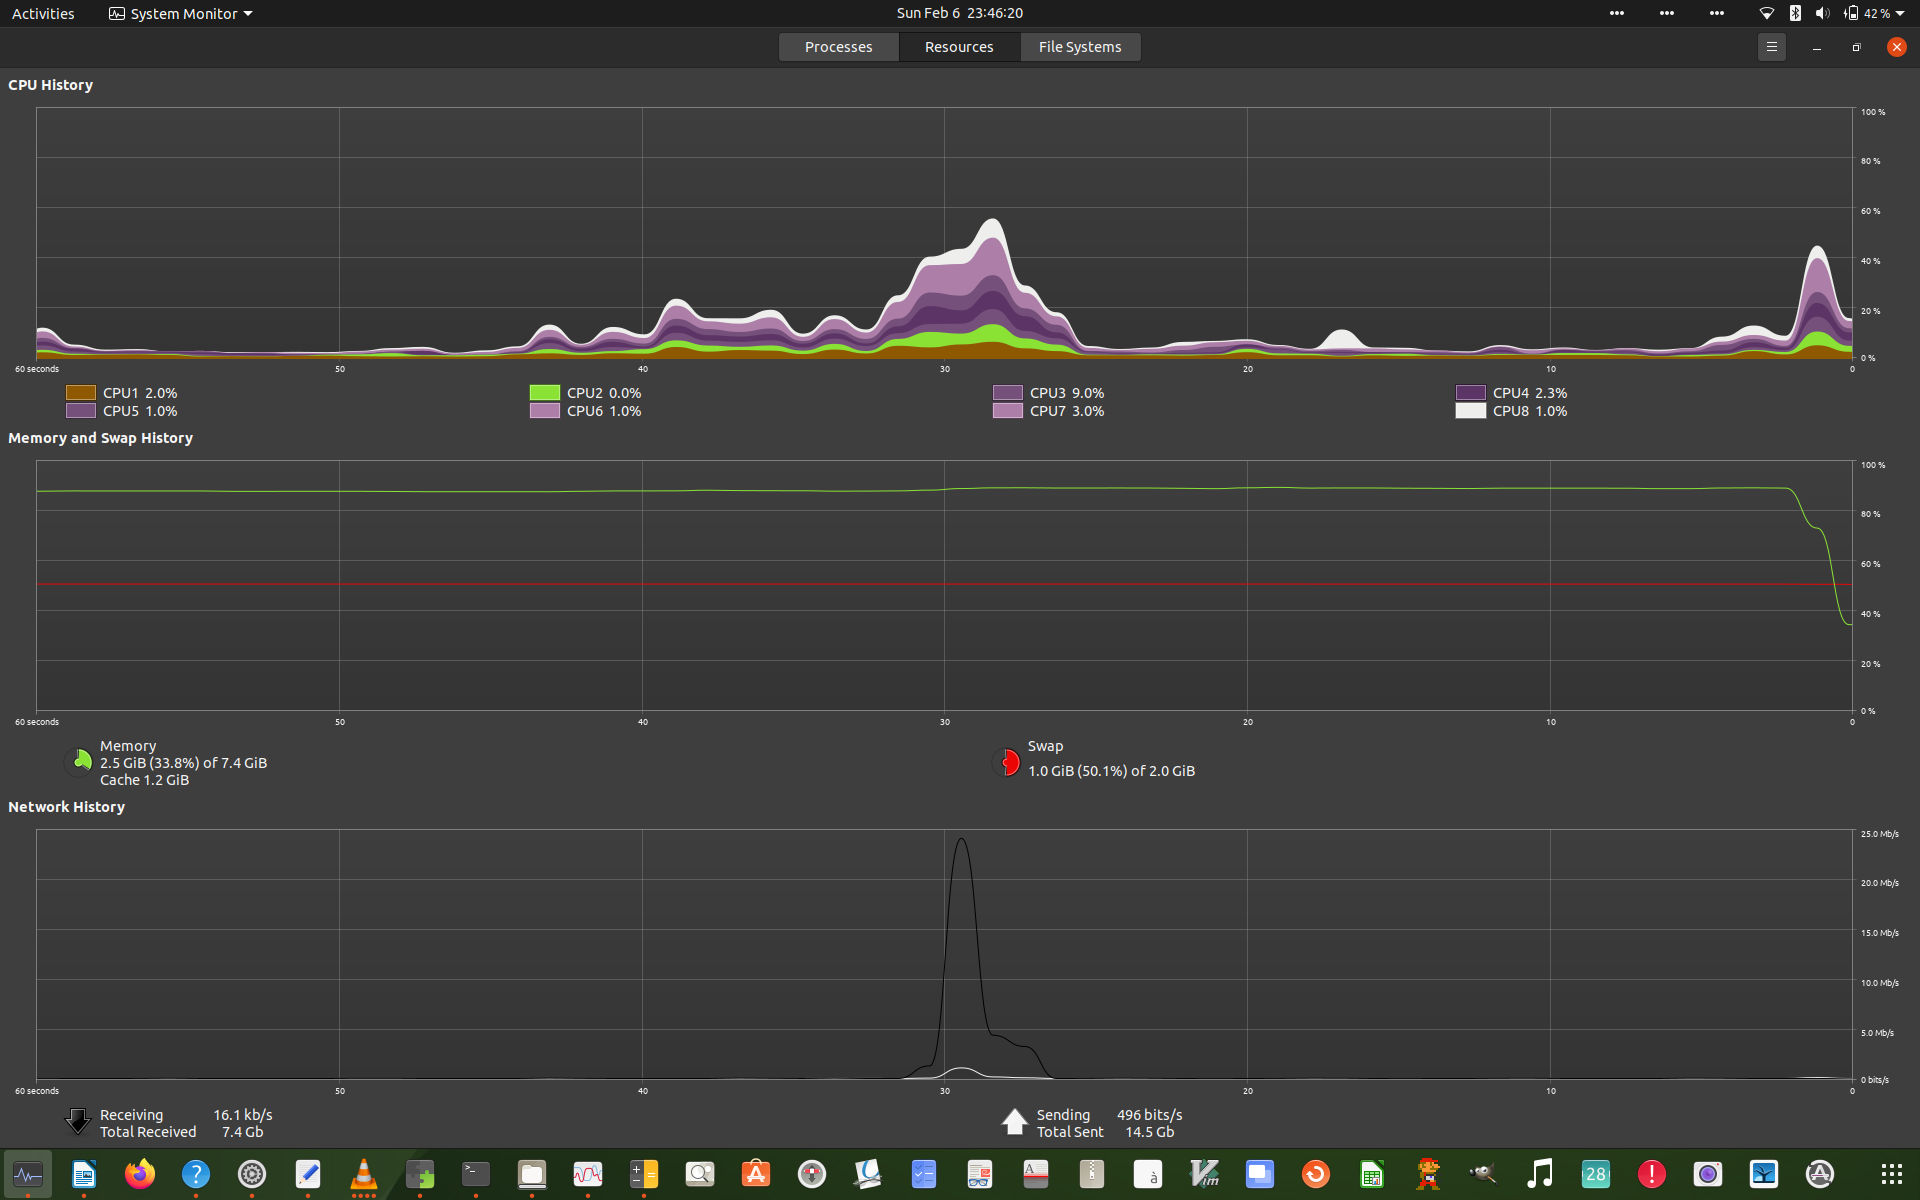 Activities System Monitor Sun Feb 6 23:46:20 42 %
Processes Resources File Systems
CPU History
100 %
80 %
60 %
40 %
20 %
0 %
60 seconds 50 40 30 20 10 0
CPU1 2.0% CPU2 0.0% CPU3 9.0% CPU4 2.3%
CPU5 1.0% CPU6 1.0% CPU7 3.0% CPU8 1.0%
Memory and Swap History
100 %
80 %
60 %
40 %
20 %
0 %
60 seconds 50 40 30 20 10 0
Memory Swap
2.5 GiB (33.8%) of 7.4 GiB 1.0 GiB (50.1%) of 2.0 GiB
Cache 1.2 GiB
Network History
25.0 Mb/s
20.0 Mb/s
15.0 Mb/s
10.0 Mb/s
5.0 Mb/s
0 bits/s
60 seconds 50 40 30 20 10 0
Receiving 16.1 kb/s Sending 496 bits/s
Total Received 7.4 Gb Total Sent 14.5 Gb
? >_ A A à Vim 28 !